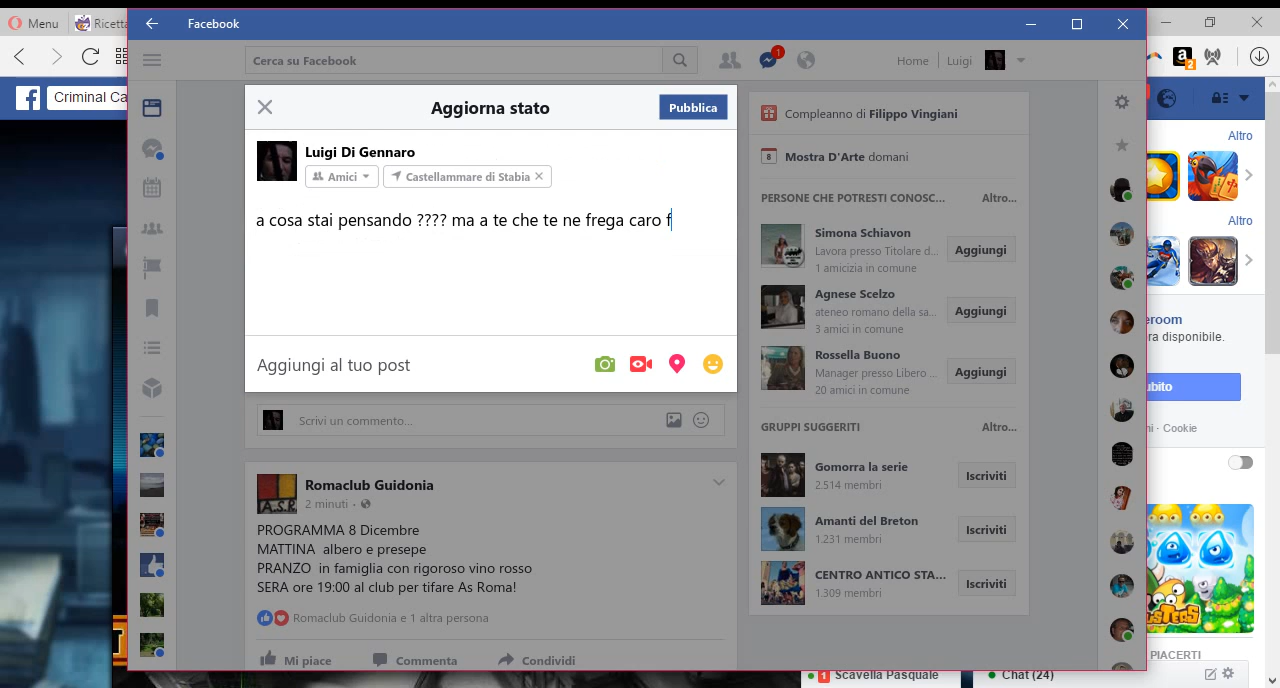 Menu
Ricetta
Facebook
Cerca su Facebook
1
Home
Luigi
a
2
Criminal Ca
Aggiorna stato
Pubblica
Luigi Di Gennaro
Amici
Castellammare di Stabia
a cosa stai pensando ???? ma a te che te ne frega caro f
Aggiungi al tuo post
Scrivi un commento...
Romaclub Guidonia
2 minuti
PROGRAMMA 8 Dicembre
MATTINA albero e presepe
PRANZO in famiglia con rigoroso vino rosso
SERA ore 19:00 al club per tifare As Roma!
Romaclub Guidonia e 1 altra persona
Mi piace
Commenta
Condividi
Compleanno di Filippo Vingiani
8
Mostra D'Arte domani
PERSONE CHE POTRESTI CONOSC...
Altro...
Simona Schiavon
Lavora presso Titolare d...
1 amicizia in comune
Aggiungi
Agnese Scelzo
ateneo romano della sa...
3 amici in comune
Aggiungi
Rossella Buono
Manager presso Libero ...
20 amici in comune
Aggiungi
GRUPPI SUGGERITI
Altro...
Gomorra la serie
2.514 membri
Iscriviti
Amanti del Breton
1.231 membri
Iscriviti
CENTRO ANTICO STA...
1.309 membri
Iscriviti
Altro
Altro
eroom
ra disponibile.
ubito
ni · Cookie
PIACERTI
1
Scavella Pasquale
Chat (24)